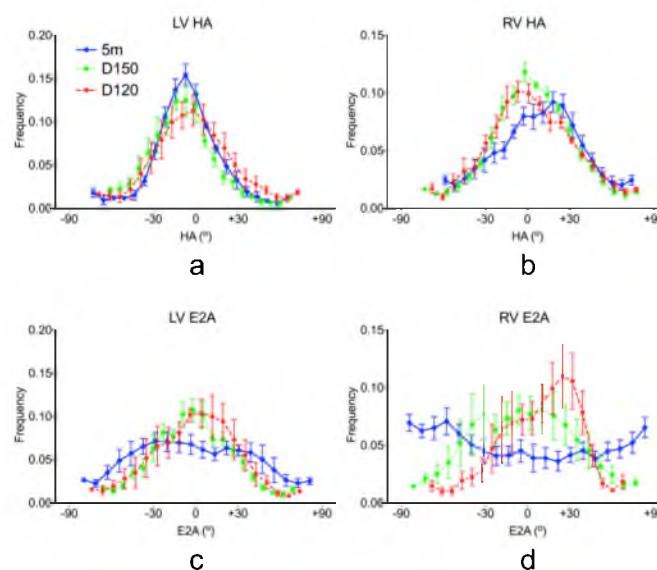 LV HA
RV HA
0.20
0.15
0.10
0.05
0.00
Frequency
5m
D150
D120
-90
-30
0
+30
+90
HA (º)
a
0.15
0.10
0.05
0.00
Frequency
-90
-30
0
+30
+90
HA (º)
b
LV E2A
RV E2A
0.20
0.15
0.10
0.05
0.00
Frequency
-90
-30
0
+30
+90
E2A (º)
c
0.15
0.10
0.05
0.00
Frequency
-90
-30
0
+30
+90
E2A (º)
d